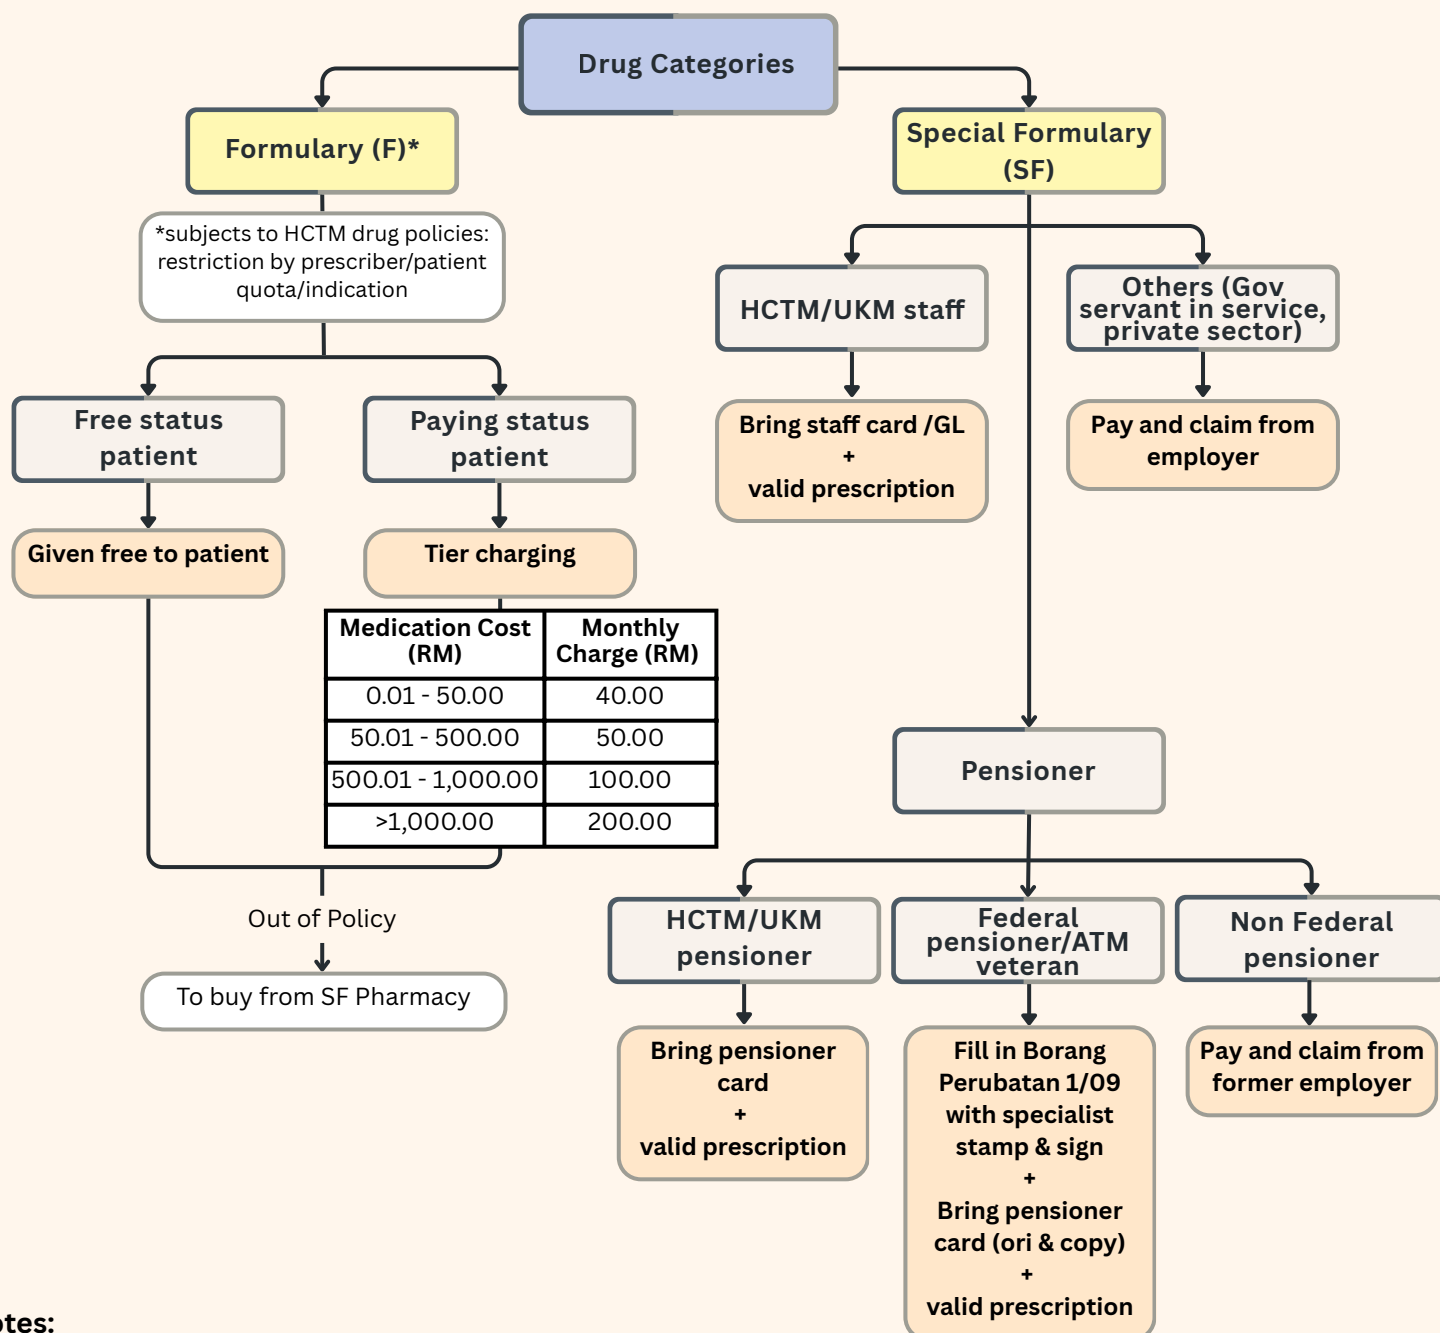 Drug Categories
Formulary (F)*
*subjects to HCTM drug policies:
restriction by prescriber/patient
quota/indication
Free status
patient
Given free to patient
Paying status
patient
Tier charging
Medication Cost
(RM)
Monthly
Charge (RM)
0.01 - 50.00
40.00
50.01 - 500.00
50.00
500.01 - 1,000.00
100.00
>1,000.00
200.00
Out of Policy
To buy from SF Pharmacy
Special Formulary
(SF)
HCTM/UKM staff
Bring staff card /GL
+
valid prescription
Others (Gov
servant in service,
private sector)
Pay and claim from
employer
Pensioner
HCTM/UKM
pensioner
Bring pensioner
card
+
valid prescription
Federal
pensioner/ATM
veteran
Fill in Borang
Perubatan 1/09
with specialist
stamp & sign
+
Bring pensioner
card (ori & copy)
+
valid prescription
Non Federal
pensioner
Pay and claim from
former employer
otes: